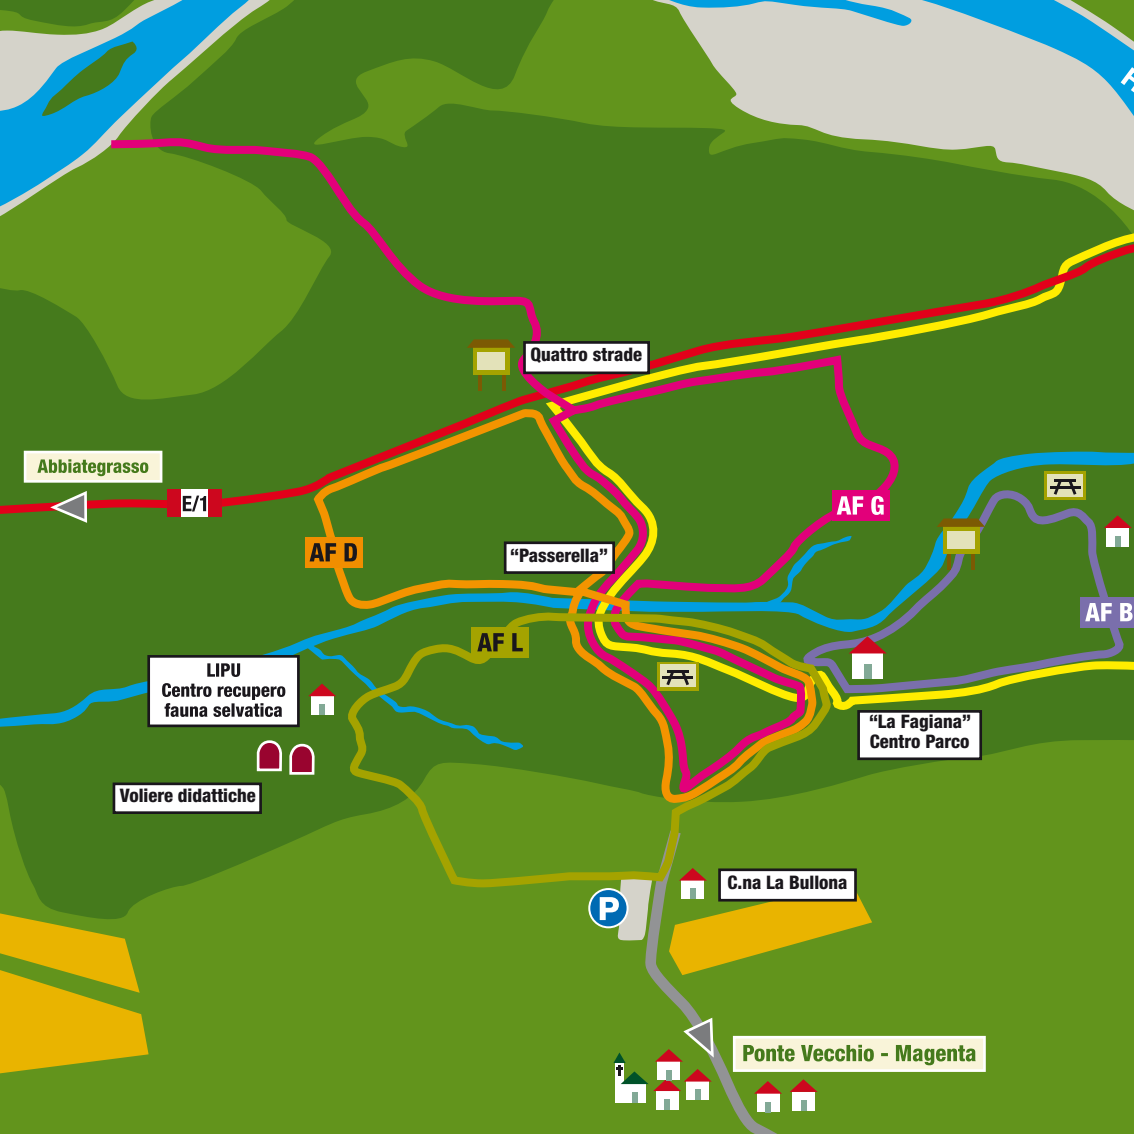 Quattro strade
Abbiategrasso
E/1
AF G
AF D
“Passerella”
AF B
AF L
LIPU
Centro recupero
fauna selvatica
“La Fagiana”
Centro Parco
Voliere didattiche
C.na La Bullona
P
Ponte Vecchio - Magenta